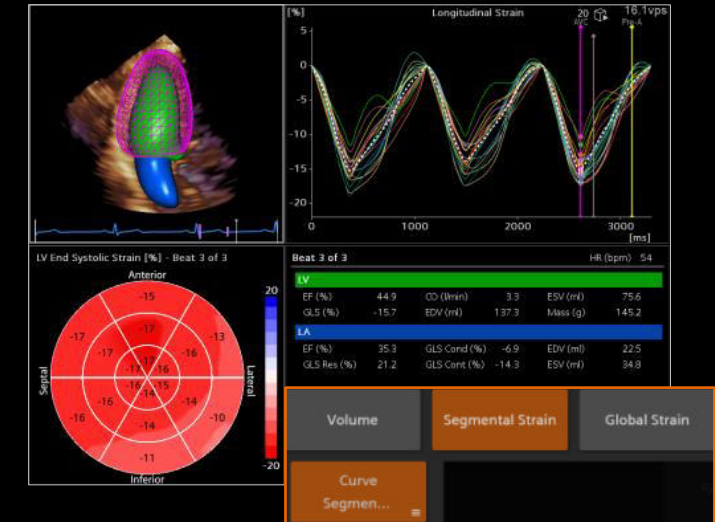 [%] Longitudinal Strain 20 16.1vps
AVC Pre-A
5
0
-5
-10
-15
-20
0 1000 2000 3000
[ms]
LV End Systolic Strain [%] - Beat 3 of 3
Anterior
20
-15
-17 -17 -13
-17 -16
-17
-17 -16
Septal Lateral
-16 -15
-14
-16 -14 -14 -10
-14
-11
-20
Inferior
Beat 3 of 3 HR (bpm) 54
LV
EF (%) 44.9 CO (l/min) 3.3 ESV (ml) 75.6
GLS (%) -15.7 EDV (ml) 137.3 Mass (g) 145.2
LA
EF (%) 35.3 GLS Cond (%) -6.9 EDV (ml) 22.5
GLS Res (%) 21.2 GLS Cont (%) -14.3 ESV (ml) 34.8
Volume Segmental Strain Global Strain
Curve
Segmen...